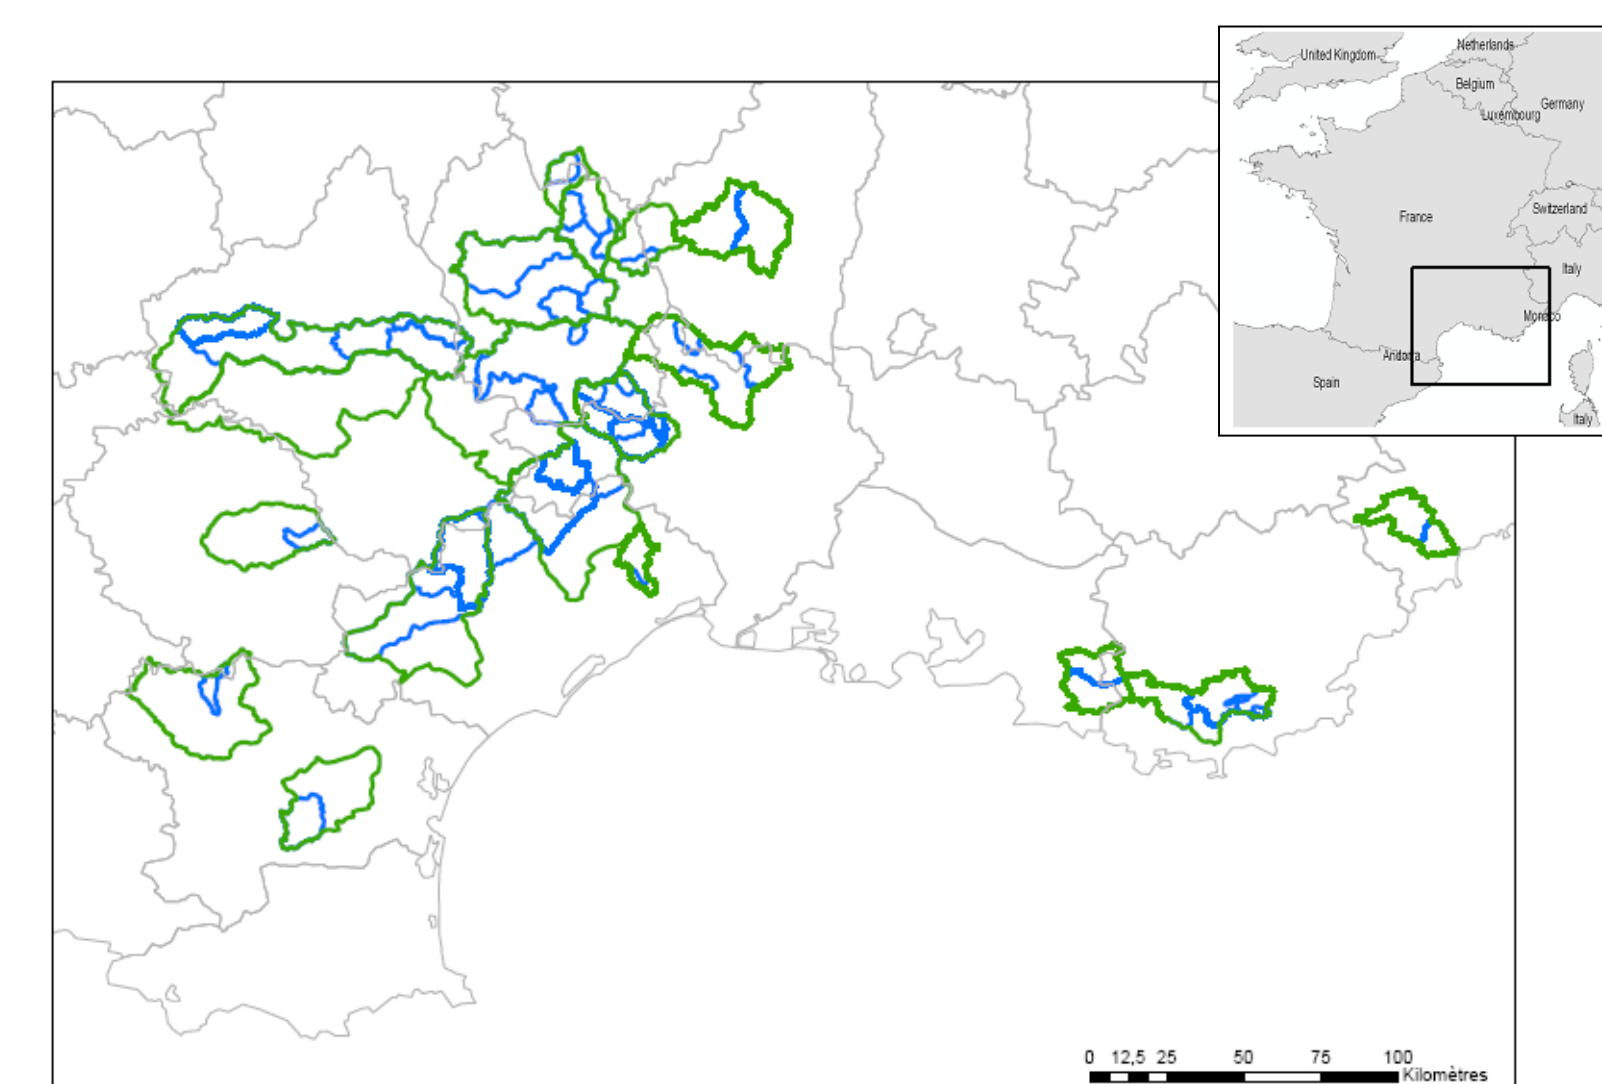 United Kingdom
Netherlands
Belgium
Germany
Luxembourg
France
Switzerland
Italy
Monaco
Andorra
Spain
Italy
0 12,5 25 50 75 100
Kilomètres